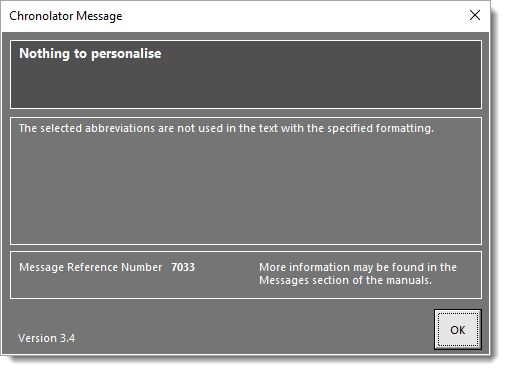 Chronolator Message
Nothing to personalise
The selected abbreviations are not used in the text with the specified formatting.
Message Reference Number 7033
More information may be found in the
Messages section of the manuals.
Version 3.4
OK